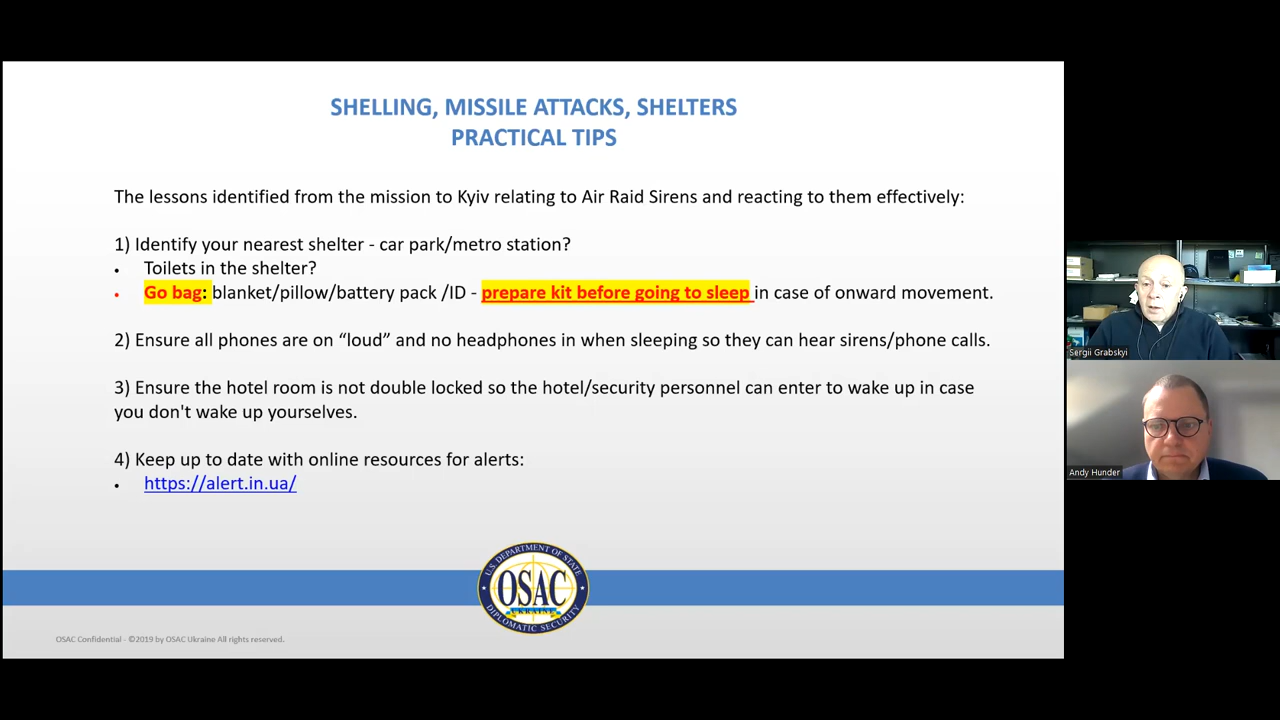 SHELLING, MISSILE ATTACKS, SHELTERS
PRACTICAL TIPS
The lessons identified from the mission to Kyiv relating to Air Raid Sirens and reacting to them effectively:
1) Identify your nearest shelter - car park/metro station?
• Toilets in the shelter?
• Go bag: blanket/pillow/battery pack /ID - prepare kit before going to sleep in case of onward movement.
2) Ensure all phones are on “loud” and no headphones in when sleeping so they can hear sirens/phone calls.
3) Ensure the hotel room is not double locked so the hotel/security personnel can enter to wake up in case
you don't wake up yourselves.
4) Keep up to date with online resources for alerts:
• https://alert.in.ua/
U.S. DEPARTMENT OF STATE
OSAC
UKRAINE
DIPLOMATIC SECURITY
OSAC Confidential - ©2019 by OSAC Ukraine All rights reserved.
Sergii Grabskyi
Andy Hunder